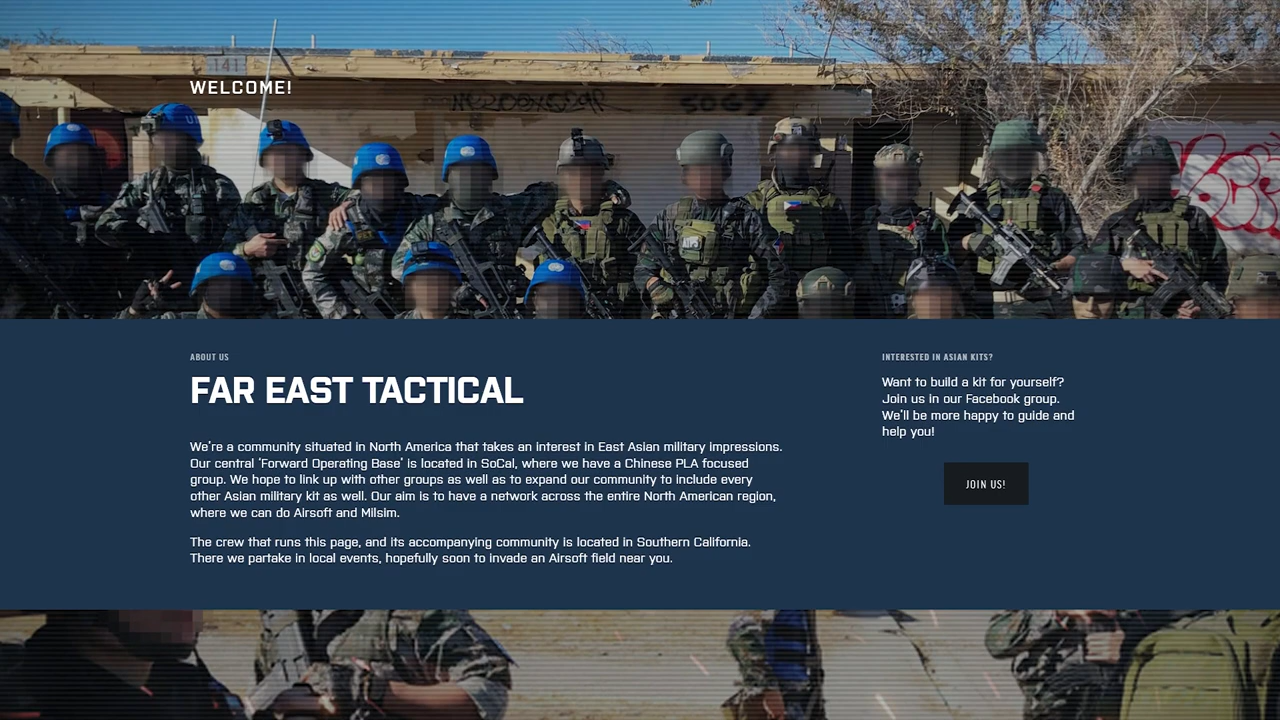 141
WELCOME!
SOGY
ABOUT US
FAR EAST TACTICAL
We're a community situated in North America that takes an interest in East Asian military impressions.
Our central 'Forward Operating Base' is located in SoCal, where we have a Chinese PLA focused
group. We hope to link up with other groups as well as to expand our community to include every
other Asian military kit as well. Our aim is to have a network across the entire North American region,
where we can do Airsoft and Milsim.
The crew that runs this page, and its accompanying community is located in Southern California.
There we partake in local events, hopefully soon to invade an Airsoft field near you.
INTERESTED IN ASIAN KITS?
Want to build a kit for yourself?
Join us in our Facebook group.
We'll be more happy to guide and
help you!
JOIN US!